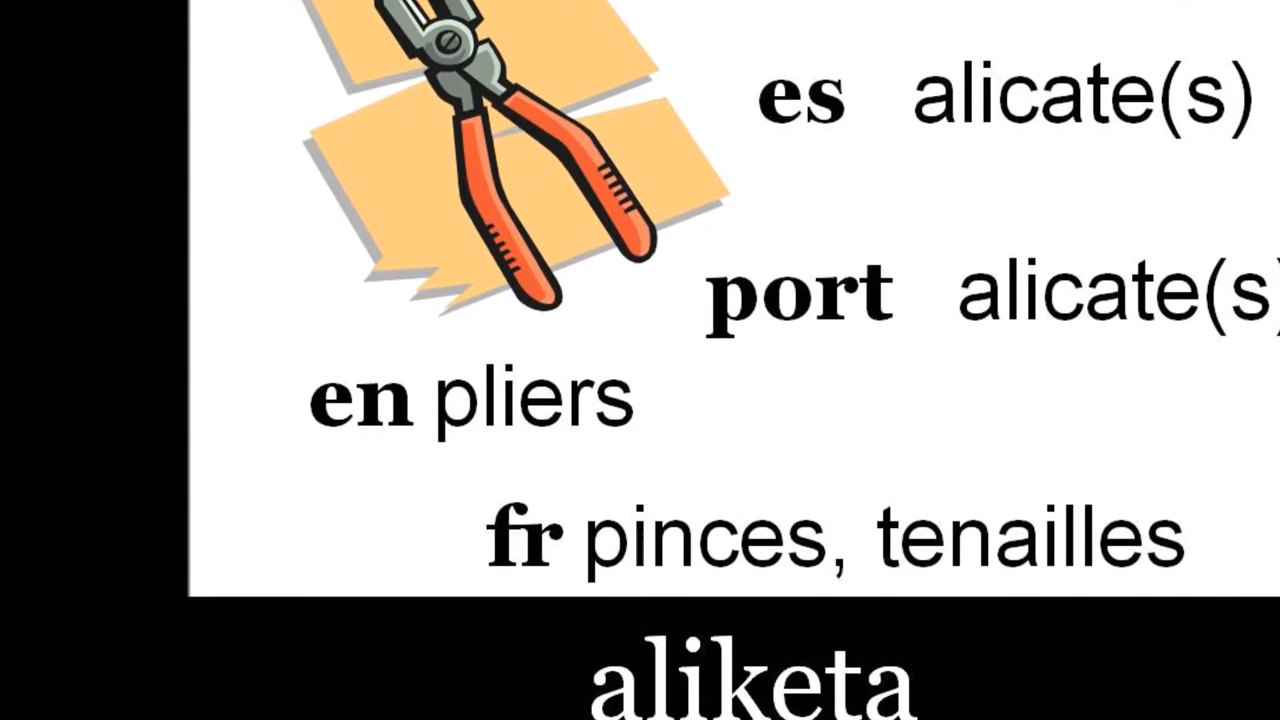 es alicate(s)
port alicate(s)
en pliers
fr pinces, tenailles
aliketa